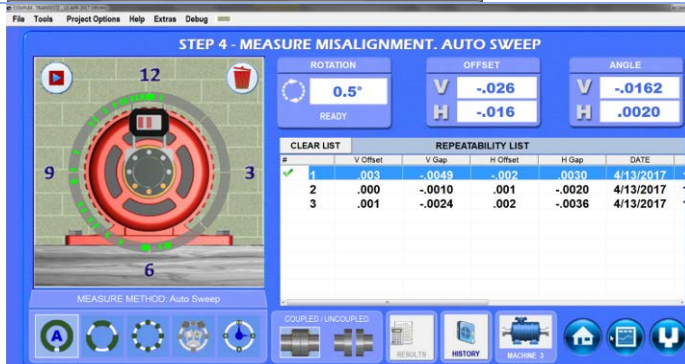 File Tools Project Options Help Extras Debug
STEP 4 - MEASURE MISALIGNMENT. AUTO SWEEP
12
9
3
6
MEASURE METHOD: Auto Sweep
A
ROTATION
0.5°
READY
OFFSET
V -.026
H -.016
ANGLE
V -.0162
H .0020
CLEAR LIST REPEATABILITY LIST
# V Offset V Gap H Offset H Gap DATE
1 .003 -.0049 -.002 .0030 4/13/2017
2 .000 -.0010 .001 -.0020 4/13/2017
3 .001 -.0024 .002 -.0036 4/13/2017
COUPLED / UNCOUPLED
RESULTS
HISTORY
MACHINE 3